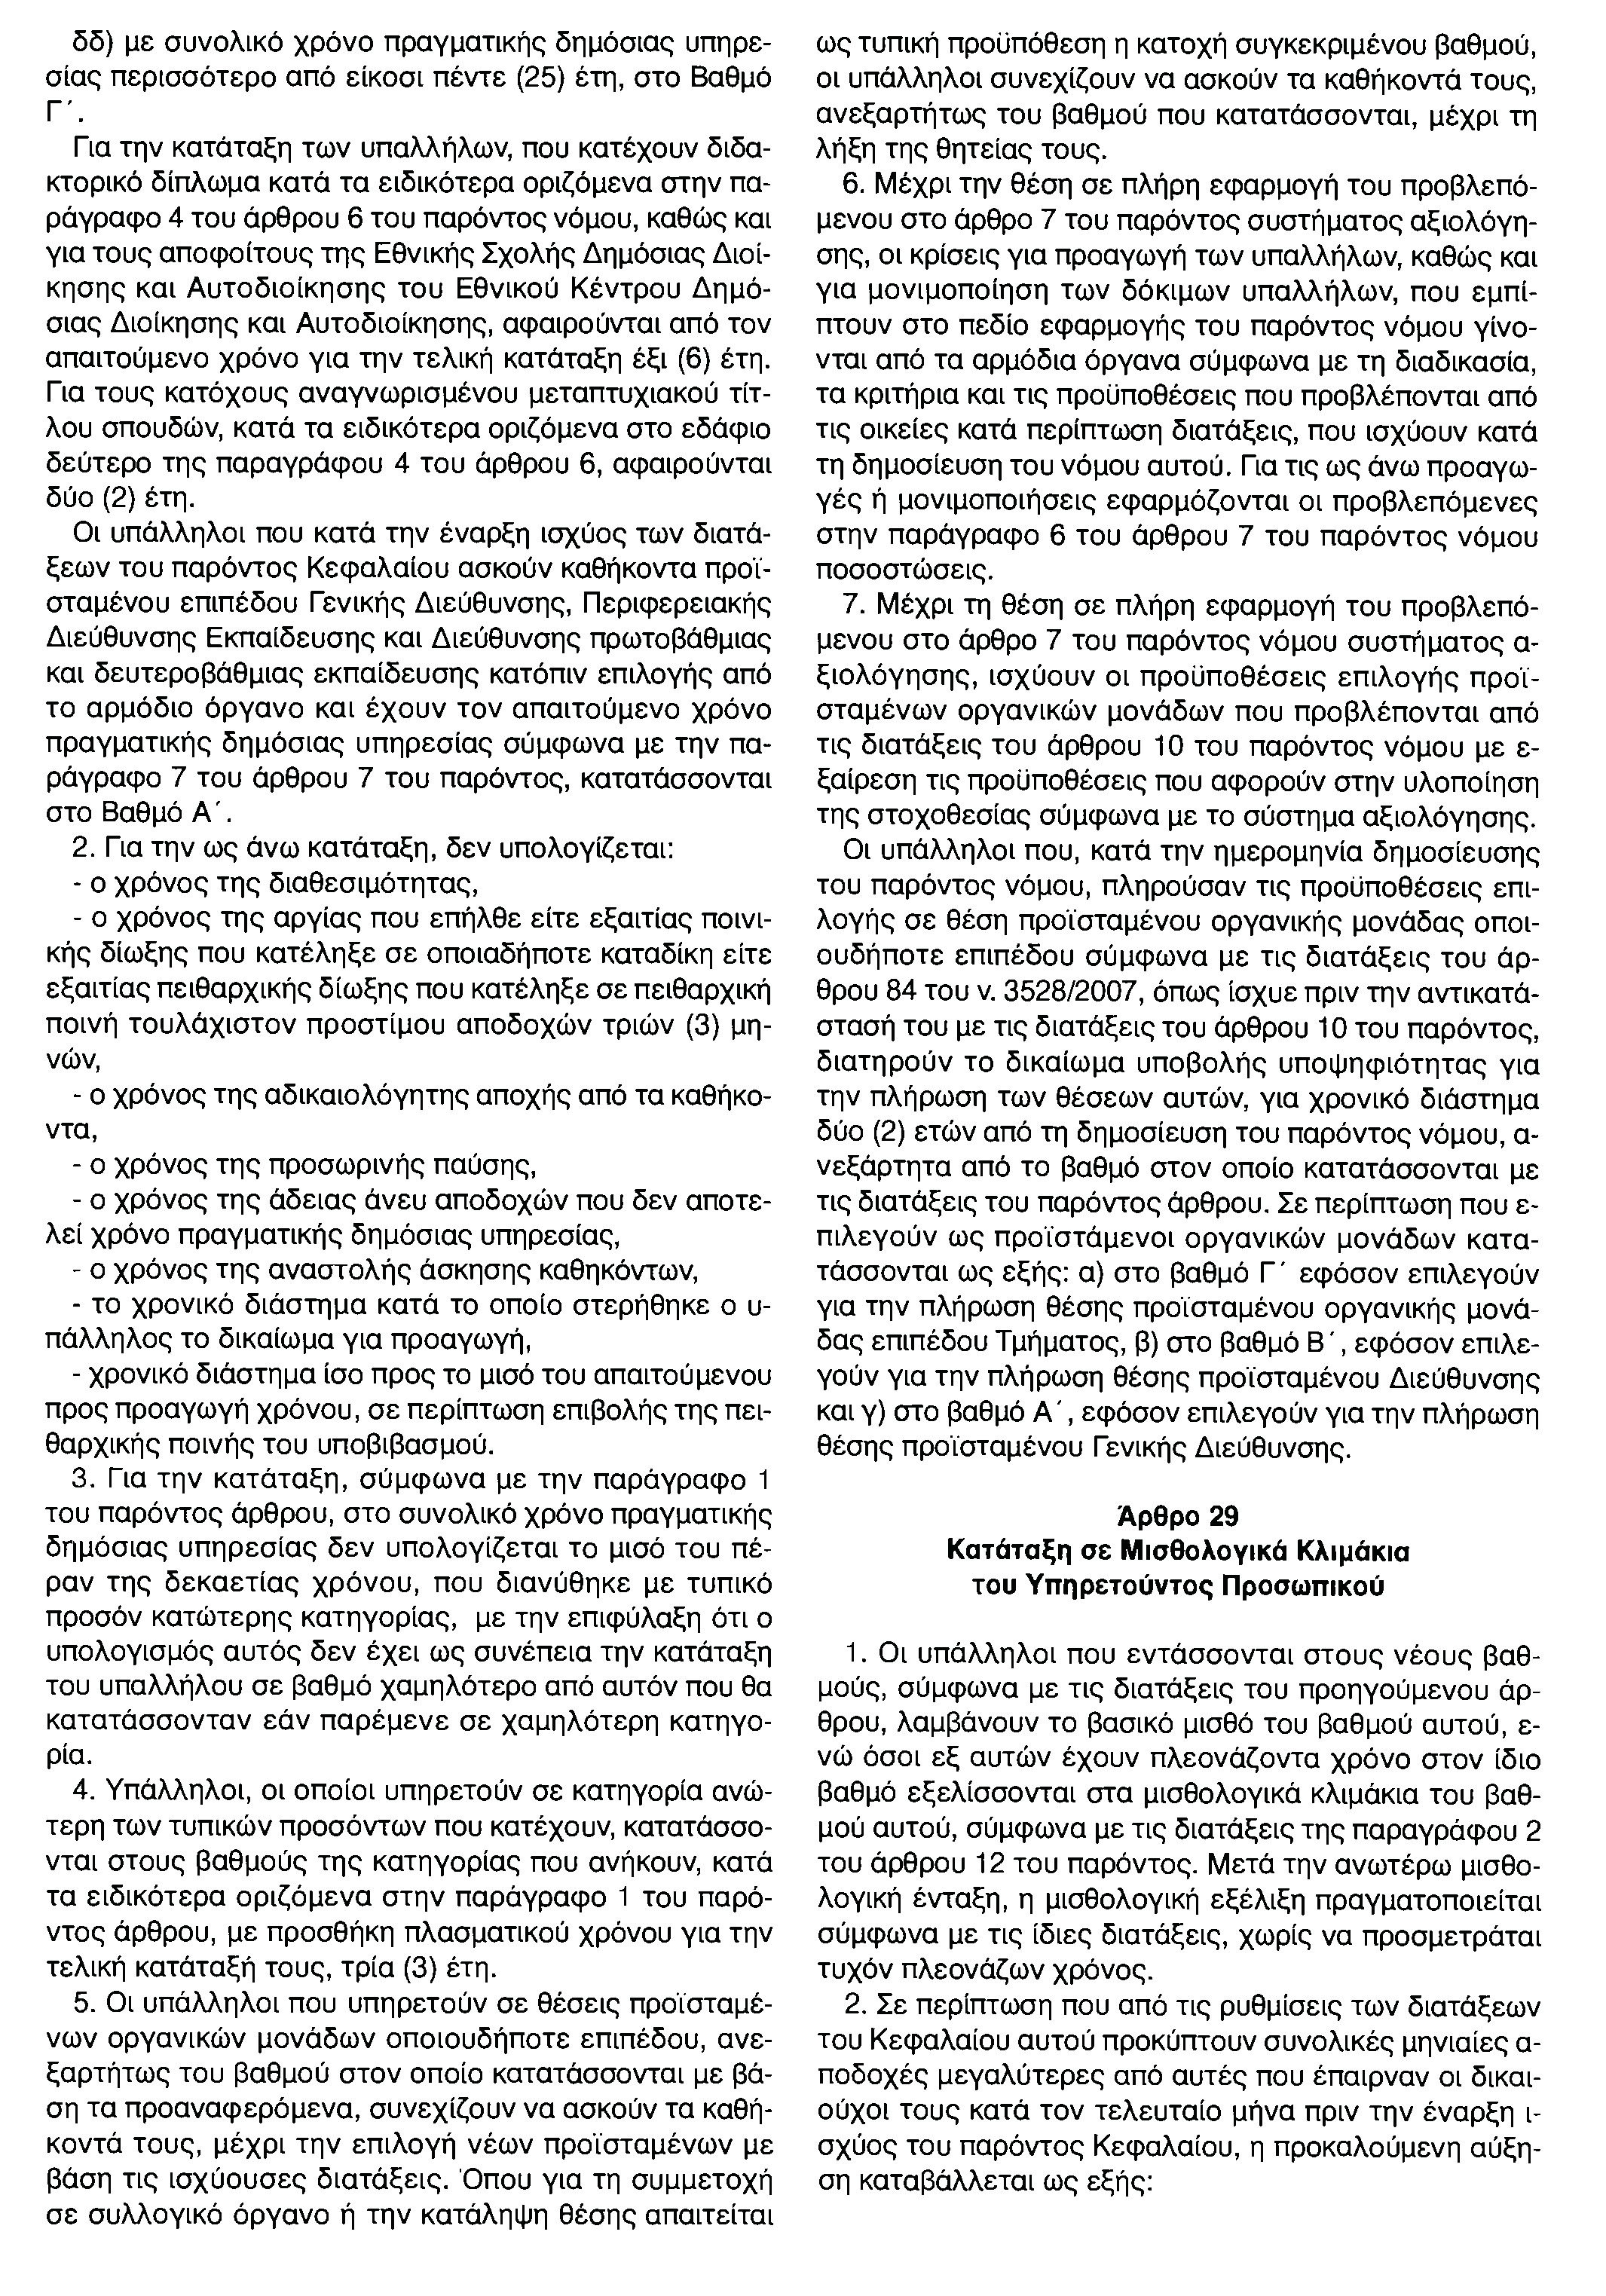 δδ) με συνολικό χρόνο πραγματικής δημόσιας υπηρε-
σίας περισσότερο από είκοσι πέντε (25) έτη, στο Βαθμό
Γ΄.
Για την κατάταξη των υπαλλήλων, που κατέχουν διδα-
κτορικό δίπλωμα κατά τα ειδικότερα οριζόμενα στην πα-
ράγραφο 4 του άρθρου 6 του παρόντος νόμου, καθώς και
για τους αποφοίτους της Εθνικής Σχολής Δημόσιας Διοί-
κησης και Αυτοδιοίκησης του Εθνικού Κέντρου Δημό-
σιας Διοίκησης και Αυτοδιοίκησης, αφαιρούνται από τον
απαιτούμενο χρόνο για την τελική κατάταξη έξι (6) έτη.
Για τους κατόχους αναγνωρισμένου μεταπτυχιακού τίτ-
λου σπουδών, κατά τα ειδικότερα οριζόμενα στο εδάφιο
δεύτερο της παραγράφου 4 του άρθρου 6, αφαιρούνται
δύο (2) έτη.
Οι υπάλληλοι που κατά την έναρξη ισχύος των διατά-
ξεων του παρόντος Κεφαλαίου ασκούν καθήκοντα προϊ-
σταμένου επιπέδου Γενικής Διεύθυνσης, Περιφερειακής
Διεύθυνσης Εκπαίδευσης και Διεύθυνσης πρωτοβάθμιας
και δευτεροβάθμιας εκπαίδευσης κατόπιν επιλογής από
το αρμόδιο όργανο και έχουν τον απαιτούμενο χρόνο
πραγματικής δημόσιας υπηρεσίας σύμφωνα με την πα-
ράγραφο 7 του άρθρου 7 του παρόντος, κατατάσσονται
στο Βαθμό Α΄.
2. Για την ως άνω κατάταξη, δεν υπολογίζεται:
- ο χρόνος της διαθεσιμότητας,
- ο χρόνος της αργίας που επήλθε είτε εξαιτίας ποινι-
κής δίωξης που κατέληξε σε οποιαδήποτε καταδίκη είτε
εξαιτίας πειθαρχικής δίωξης που κατέληξε σε πειθαρχική
ποινή τουλάχιστον προστίμου αποδοχών τριών (3) μη-
νών,
- ο χρόνος της αδικαιολόγητης αποχής από τα καθήκο-
ντα,
- ο χρόνος της προσωρινής παύσης,
- ο χρόνος της άδειας άνευ αποδοχών που δεν αποτε-
λεί χρόνο πραγματικής δημόσιας υπηρεσίας,
- ο χρόνος της αναστολής άσκησης καθηκόντων,
- το χρονικό διάστημα κατά το οποίο στερήθηκε ο υ-
πάλληλος το δικαίωμα για προαγωγή,
- χρονικό διάστημα ίσο προς το μισό του απαιτούμενου
προς προαγωγή χρόνου, σε περίπτωση επιβολής της πει-
θαρχικής ποινής του υποβιβασμού.
3. Για την κατάταξη, σύμφωνα με την παράγραφο 1
του παρόντος άρθρου, στο συνολικό χρόνο πραγματικής
δημόσιας υπηρεσίας δεν υπολογίζεται το μισό του πέ-
ραν της δεκαετίας χρόνου, που διανύθηκε με τυπικό
προσόν κατώτερης κατηγορίας, με την επιφύλαξη ότι ο
υπολογισμός αυτός δεν έχει ως συνέπεια την κατάταξη
του υπαλλήλου σε βαθμό χαμηλότερο από αυτόν που θα
κατατάσσονταν εάν παρέμενε σε χαμηλότερη κατηγο-
ρία.
4. Υπάλληλοι, οι οποίοι υπηρετούν σε κατηγορία ανώ-
τερη των τυπικών προσόντων που κατέχουν, κατατάσσο-
νται στους βαθμούς της κατηγορίας που ανήκουν, κατά
τα ειδικότερα οριζόμενα στην παράγραφο 1 του παρό-
ντος άρθρου, με προσθήκη πλασματικού χρόνου για την
τελική κατάταξή τους, τρία (3) έτη.
5. Οι υπάλληλοι που υπηρετούν σε θέσεις προϊσταμέ-
νων οργανικών μονάδων οποιουδήποτε επιπέδου, ανε-
ξαρτήτως του βαθμού στον οποίο κατατάσσονται με βά-
ση τα προαναφερόμενα, συνεχίζουν να ασκούν τα καθή-
κοντά τους, μέχρι την επιλογή νέων προϊσταμένων με
βάση τις ισχύουσες διατάξεις. Όπου για τη συμμετοχή
σε συλλογικό όργανο ή την κατάληψη θέσης απαιτείται
ως τυπική προϋπόθεση η κατοχή συγκεκριμένου βαθμού,
οι υπάλληλοι συνεχίζουν να ασκούν τα καθήκοντά τους,
ανεξαρτήτως του βαθμού που κατατάσσονται, μέχρι τη
λήξη της θητείας τους.
6. Μέχρι την θέση σε πλήρη εφαρμογή του προβλεπό-
μενου στο άρθρο 7 του παρόντος συστήματος αξιολόγη-
σης, οι κρίσεις για προαγωγή των υπαλλήλων, καθώς και
για μονιμοποίηση των δόκιμων υπαλλήλων, που εμπί-
πτουν στο πεδίο εφαρμογής του παρόντος νόμου γίνο-
νται από τα αρμόδια όργανα σύμφωνα με τη διαδικασία,
τα κριτήρια και τις προϋποθέσεις που προβλέπονται από
τις οικείες κατά περίπτωση διατάξεις, που ισχύουν κατά
τη δημοσίευση του νόμου αυτού. Για τις ως άνω προαγω-
γές ή μονιμοποιήσεις εφαρμόζονται οι προβλεπόμενες
στην παράγραφο 6 του άρθρου 7 του παρόντος νόμου
ποσοστώσεις.
7. Μέχρι τη θέση σε πλήρη εφαρμογή του προβλεπό-
μενου στο άρθρο 7 του παρόντος νόμου συστήματος α-
ξιολόγησης, ισχύουν οι προϋποθέσεις επιλογής προϊ-
σταμένων οργανικών μονάδων που προβλέπονται από
τις διατάξεις του άρθρου 10 του παρόντος νόμου με ε-
ξαίρεση τις προϋποθέσεις που αφορούν στην υλοποίηση
της στοχοθεσίας σύμφωνα με το σύστημα αξιολόγησης.
Οι υπάλληλοι που, κατά την ημερομηνία δημοσίευσης
του παρόντος νόμου, πληρούσαν τις προϋποθέσεις επι-
λογής σε θέση προϊσταμένου οργανικής μονάδας οποι-
ουδήποτε επιπέδου σύμφωνα με τις διατάξεις του άρ-
θρου 84 του ν. 3528/2007, όπως ίσχυε πριν την αντικατά-
στασή του με τις διατάξεις του άρθρου 10 του παρόντος,
διατηρούν το δικαίωμα υποβολής υποψηφιότητας για
την πλήρωση των θέσεων αυτών, για χρονικό διάστημα
δύο (2) ετών από τη δημοσίευση του παρόντος νόμου, α-
νεξάρτητα από το βαθμό στον οποίο κατατάσσονται με
τις διατάξεις του παρόντος άρθρου. Σε περίπτωση που ε-
πιλεγούν ως προϊστάμενοι οργανικών μονάδων κατα-
τάσσονται ως εξής: α) στο βαθμό Γ΄ εφόσον επιλεγούν
για την πλήρωση θέσης προϊσταμένου οργανικής μονά-
δας επιπέδου Τμήματος, β) στο βαθμό Β΄, εφόσον επιλε-
γούν για την πλήρωση θέσης προϊσταμένου Διεύθυνσης
και γ) στο βαθμό Α΄, εφόσον επιλεγούν για την πλήρωση
θέσης προϊσταμένου Γενικής Διεύθυνσης.
Άρθρο 29
Κατάταξη σε Μισθολογικά Κλιμάκια
του Υπηρετούντος Προσωπικού
1. Οι υπάλληλοι που εντάσσονται στους νέους βαθ-
μούς, σύμφωνα με τις διατάξεις του προηγούμενου άρ-
θρου, λαμβάνουν το βασικό μισθό του βαθμού αυτού, ε-
νώ όσοι εξ αυτών έχουν πλεονάζοντα χρόνο στον ίδιο
βαθμό εξελίσσονται στα μισθολογικά κλιμάκια του βαθ-
μού αυτού, σύμφωνα με τις διατάξεις της παραγράφου 2
του άρθρου 12 του παρόντος. Μετά την ανωτέρω μισθο-
λογική ένταξη, η μισθολογική εξέλιξη πραγματοποιείται
σύμφωνα με τις ίδιες διατάξεις, χωρίς να προσμετράται
τυχόν πλεονάζων χρόνος.
2. Σε περίπτωση που από τις ρυθμίσεις των διατάξεων
του Κεφαλαίου αυτού προκύπτουν συνολικές μηνιαίες α-
ποδοχές μεγαλύτερες από αυτές που έπαιρναν οι δικαι-
ούχοι τους κατά τον τελευταίο μήνα πριν την έναρξη ι-
σχύος του παρόντος Κεφαλαίου, η προκαλούμενη αύξη-
ση καταβάλλεται ως εξής: